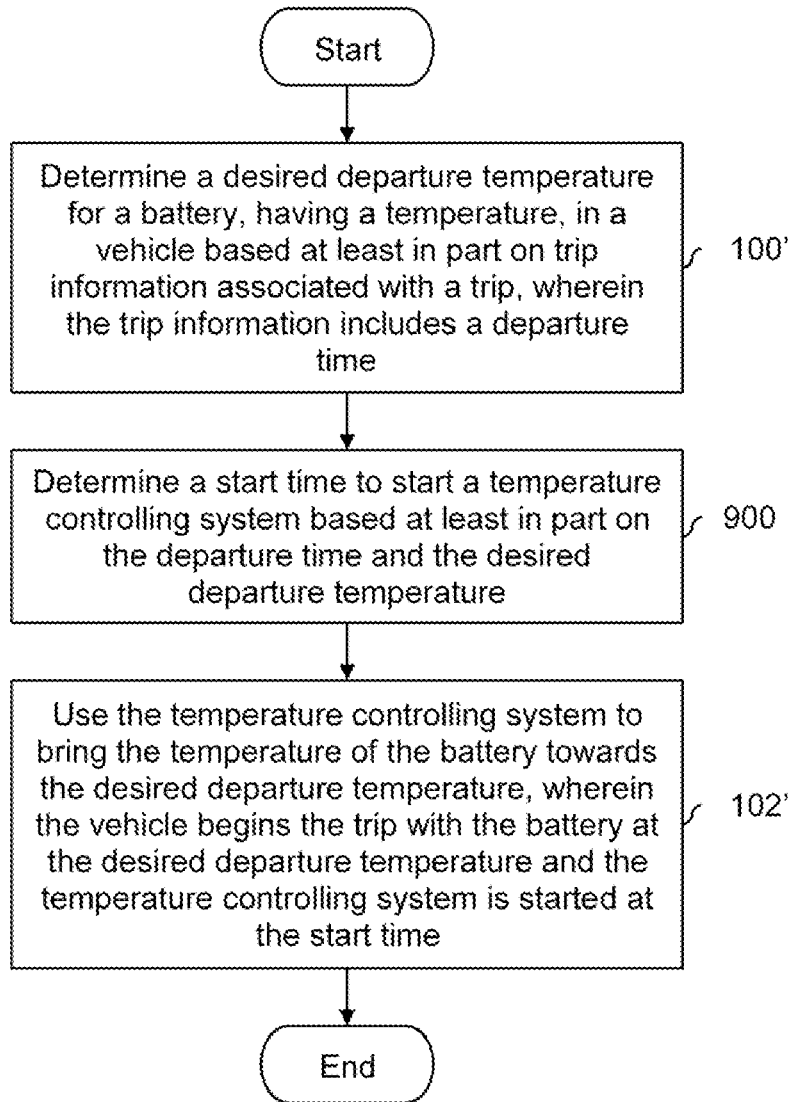 Start
Determine a desired departure temperature
for a battery, having a temperature, in a
vehicle based at least in part on trip
information associated with a trip, wherein
the trip information includes a departure
time
100'
Determine a start time to start a temperature
controlling system based at least in part on
the departure time and the desired
departure temperature
900
Use the temperature controlling system to
bring the temperature of the battery towards
the desired departure temperature, wherein
the vehicle begins the trip with the battery at
the desired departure temperature and the
temperature controlling system is started at
the start time
102'
End